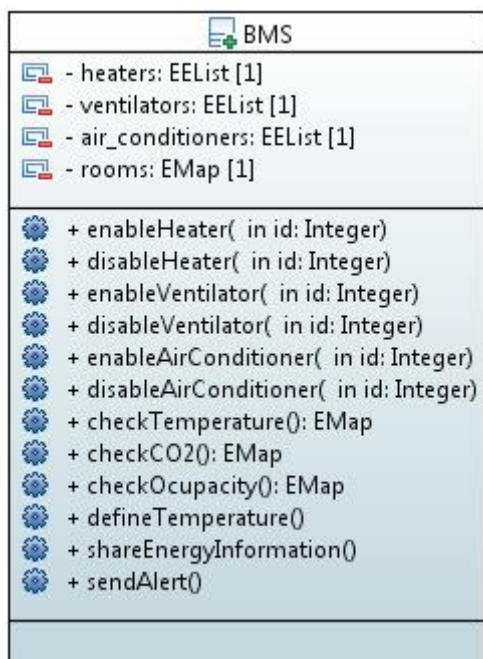 BMS
- heaters: EEList [1]
- ventilators: EEList [1]
- air_conditioners: EEList [1]
- rooms: EMap [1]
+ enableHeater( in id: Integer)
+ disableHeater( in id: Integer)
+ enableVentilator( in id: Integer)
+ disableVentilator( in id: Integer)
+ enableAirConditioner( in id: Integer)
+ disableAirConditioner( in id: Integer)
+ checkTemperature(): EMap
+ checkCO2(): EMap
+ checkOcupacity(): EMap
+ defineTemperature()
+ shareEnergyInformation()
+ sendAlert()